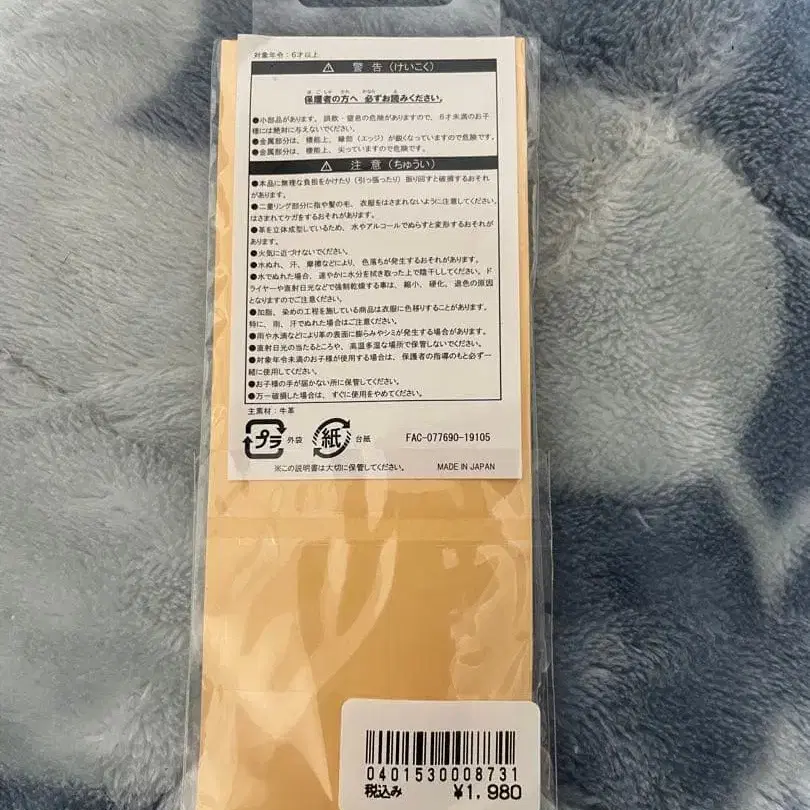 対象年令：6才以上
⚠ 警 告 (けいこく)
保護者の方へ 必ずお読みください。
●小部品があります。誤飲・窒息の危険がありますので、6才未満のお子
様には絶対に与えないでください。
●金属部分は、機能上、縁部（エッジ）が鋭くなっていますので危険です。
●金属部分は、機能上、尖っていますので危険です。
⚠ 注 意 (ちゅうい)
●本品に無理な負担をかけたり（引っ張ったり）振り回すと破損するおそれ
があります。
●二重リング部分に指や髪の毛、衣服をはさまれないように注意してください。
はさまれてケガをするおそれがあります。
●革を立体成型しているため、水やアルコールでぬらすと変形するおそれが
あります。
●火気に近づけないでください。
●水ぬれ、汗、摩擦などにより、色落ちが発生するおそれがあります。
●水でぬれた場合、速やかに水分を拭き取った上で陰干ししてください。ド
ライヤーや直射日光などで強制乾燥する事は、縮小、硬化、退色の原因
となりますのでご注意ください。
●加脂、染めの工程を施している商品は衣服に色移りすることがあります。
特に、雨、汗でぬれた場合はご注意ください。
●雨や水滴などにより革の表面に膨らみやシミが発生する場合があります。
●直射日光の当たるところや、高温多湿な場所で保管しないでください。
●対象年令未満のお子様が使用する場合は、保護者の指導のもと必ず一
緒に使用してください。
●お子様の手が届かない所に保管してください。
●万一破損した場合は、すぐに使用をやめてください。
主素材：牛革
プラ 外袋 紙 台紙 FAC-077690-19105
※この説明書は大切に保管してください。 MADE IN JAPAN
0401530008731
税込み ¥1,980